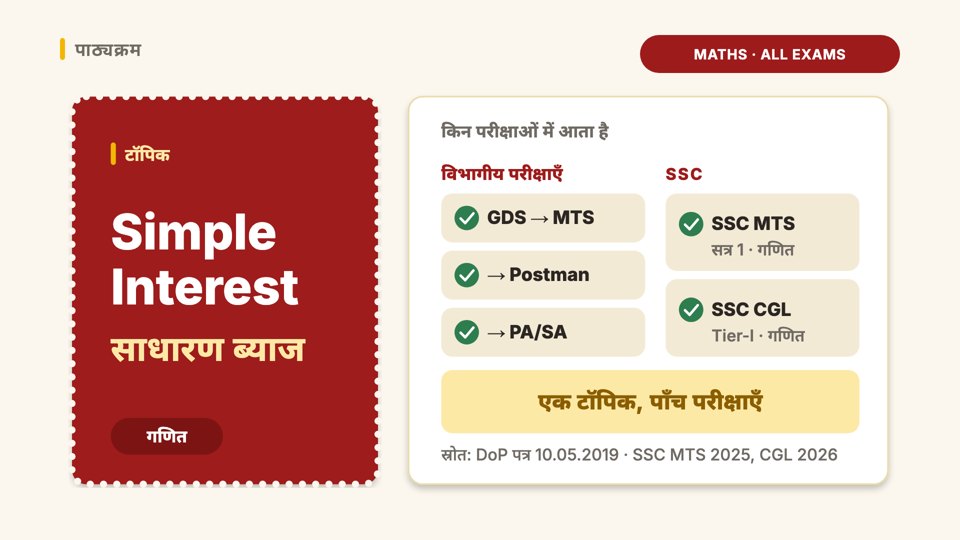 पाठ्यक्रम
MATHS · ALL EXAMS
टॉपिक
Simple
Interest
साधारण ब्याज
गणित
किन परीक्षाओं में आता है
विभागीय परीक्षाएँ
GDS → MTS
→ Postman
→ PA/SA
SSC
SSC MTS
सत्र 1 · गणित
SSC CGL
Tier-I · गणित
एक टॉपिक, पाँच परीक्षाएँ
स्रोत: DoP पत्र 10.05.2019 · SSC MTS 2025, CGL 2026